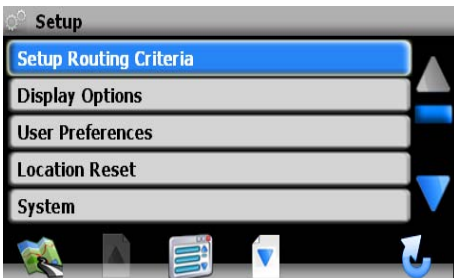 Setup
Setup Routing Criteria
Display Options
User Preferences
Location Reset
System